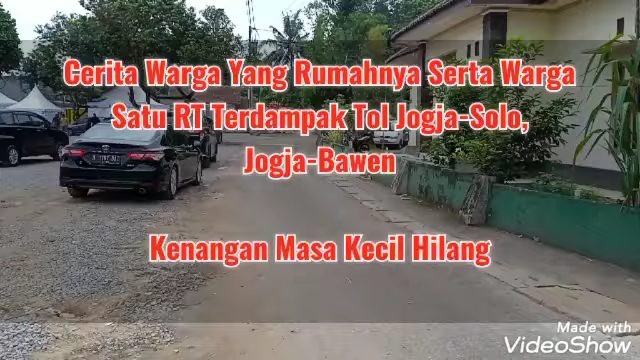 Cerita Warga Yang Rumahnya Serta Warga
Satu RT Terdampak Tol Jogja-Solo,
Jogja-Bawen
Kenangan Masa Kecil Hilang
Made with
VideoShow